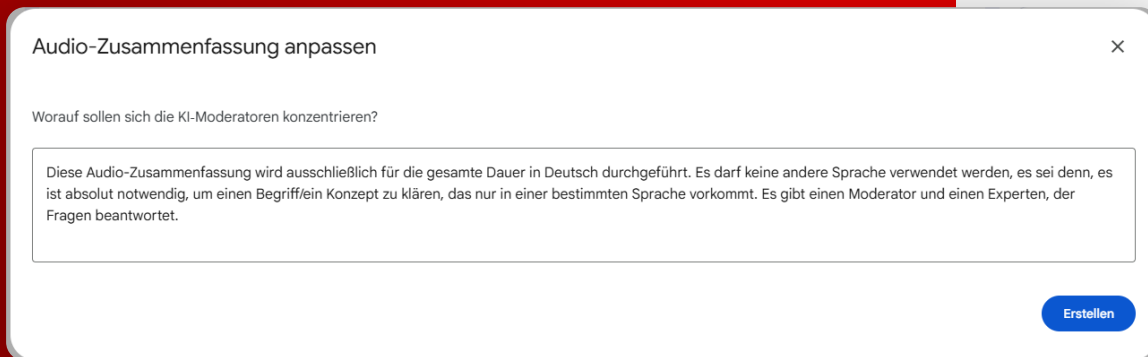 Audio-Zusammenfassung anpassen
Worauf sollen sich die KI-Moderatoren konzentrieren?
Diese Audio-Zusammenfassung wird ausschließlich für die gesamte Dauer in Deutsch durchgeführt. Es darf keine andere Sprache verwendet werden, es sei denn, es
ist absolut notwendig, um einen Begriff/ein Konzept zu klären, das nur in einer bestimmten Sprache vorkommt. Es gibt einen Moderator und einen Experten, der
Fragen beantwortet.
Erstellen